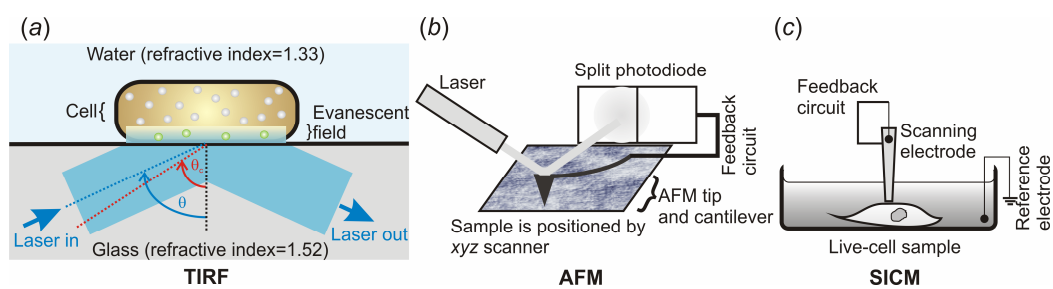 (a)
Water (refractive index=1.33)
Cell{
Evanescent
}field
θc
θ
Laser in
Laser out
Glass (refractive index=1.52)
TIRF
(b)
Laser
Split photodiode
Feedback
circuit
AFM tip
and cantilever
Sample is positioned by
xyz scanner
AFM
(c)
Feedback
circuit
Scanning
electrode
Reference
electrode
Live-cell sample
SICM